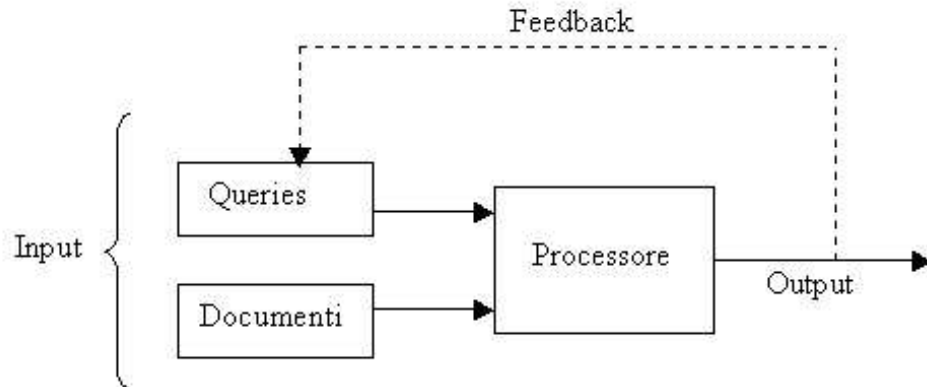 Feedback
Queries
Input
Processore
Output
Documenti